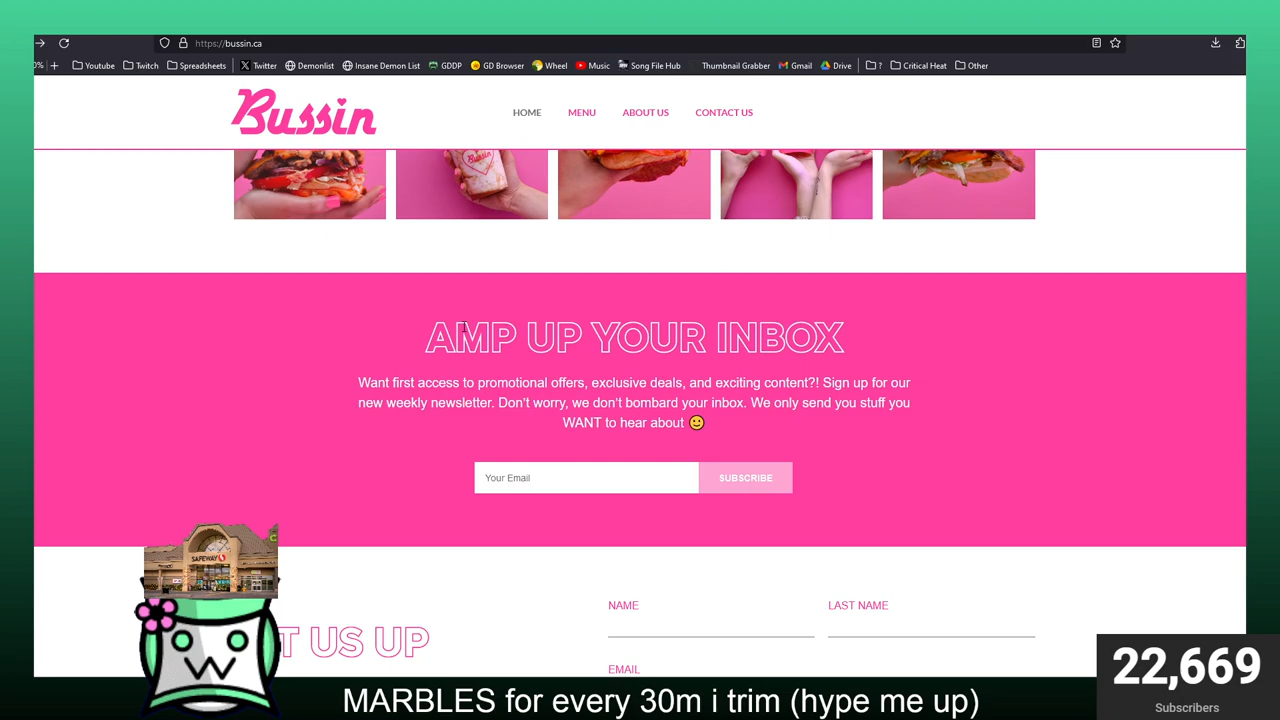 https://bussin.ca
0% + Youtube Twitch Spreadsheets Twitter Demonlist Insane Demon List GDDP GD Browser Wheel Music Song File Hub Thumbnail Grabber Gmail Drive ? Critical Heat Other
Bussin HOME MENU ABOUT US CONTACT US
Bussin
AMP UP YOUR INBOX
Want first access to promotional offers, exclusive deals, and exciting content?! Sign up for our
new weekly newsletter. Don't worry, we don't bombard your inbox. We only send you stuff you
WANT to hear about
Your Email SUBSCRIBE
SAFEWAY
NAME LAST NAME
T US UP
EMAIL
22,669
Subscribers
MARBLES for every 30m i trim (hype me up)